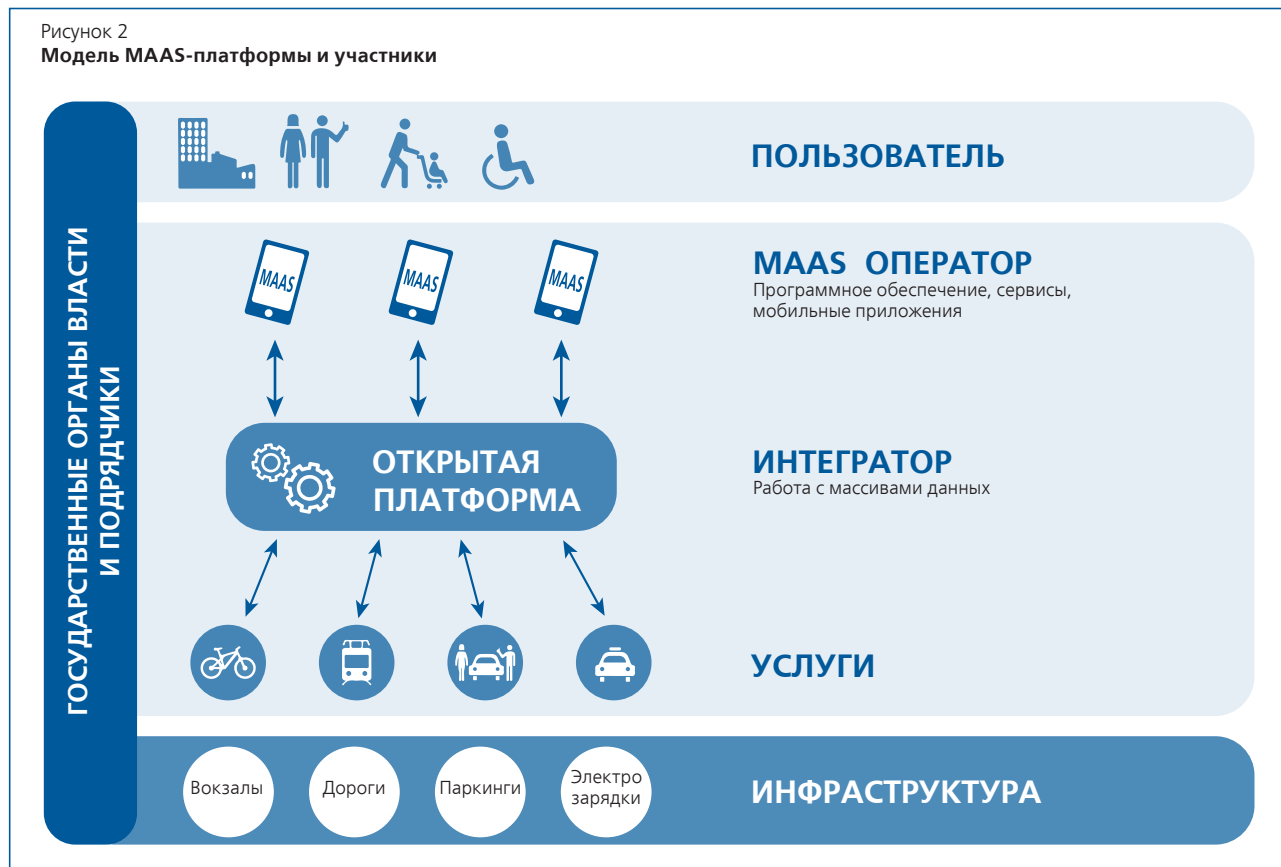 Рисунок 2
Модель MAAS-платформы и участники
ГОСУДАРСТВЕННЫЕ ОРГАНЫ ВЛАСТИ
И ПОДРЯДЧИКИ
ПОЛЬЗОВАТЕЛЬ
MAAS
MAAS
MAAS
MAAS ОПЕРАТОР
Программное обеспечение, сервисы,
мобильные приложения
ОТКРЫТАЯ
ПЛАТФОРМА
ИНТЕГРАТОР
Работа с массивами данных
УСЛУГИ
Вокзалы
Дороги
Паркинги
Электро
зарядки
ИНФРАСТРУКТУРА